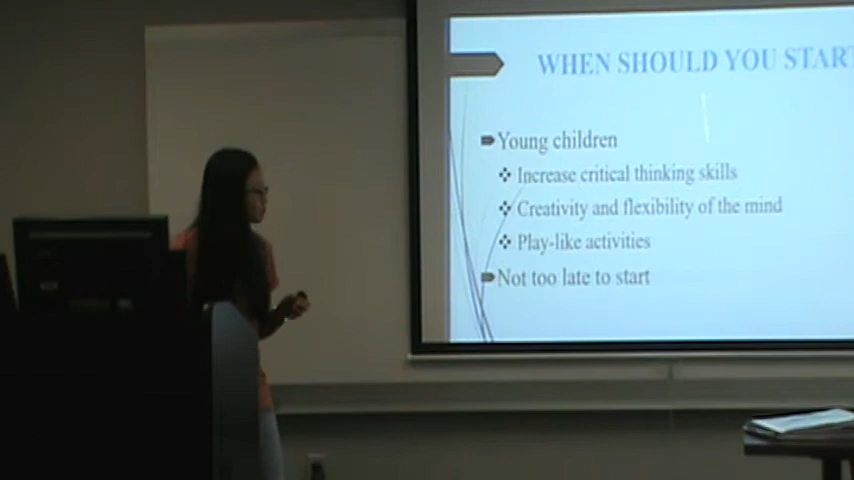 WHEN SHOULD YOU START
Young children
Increase critical thinking skills
Creativity and flexibility of the mind
Play-like activities
Not too late to start